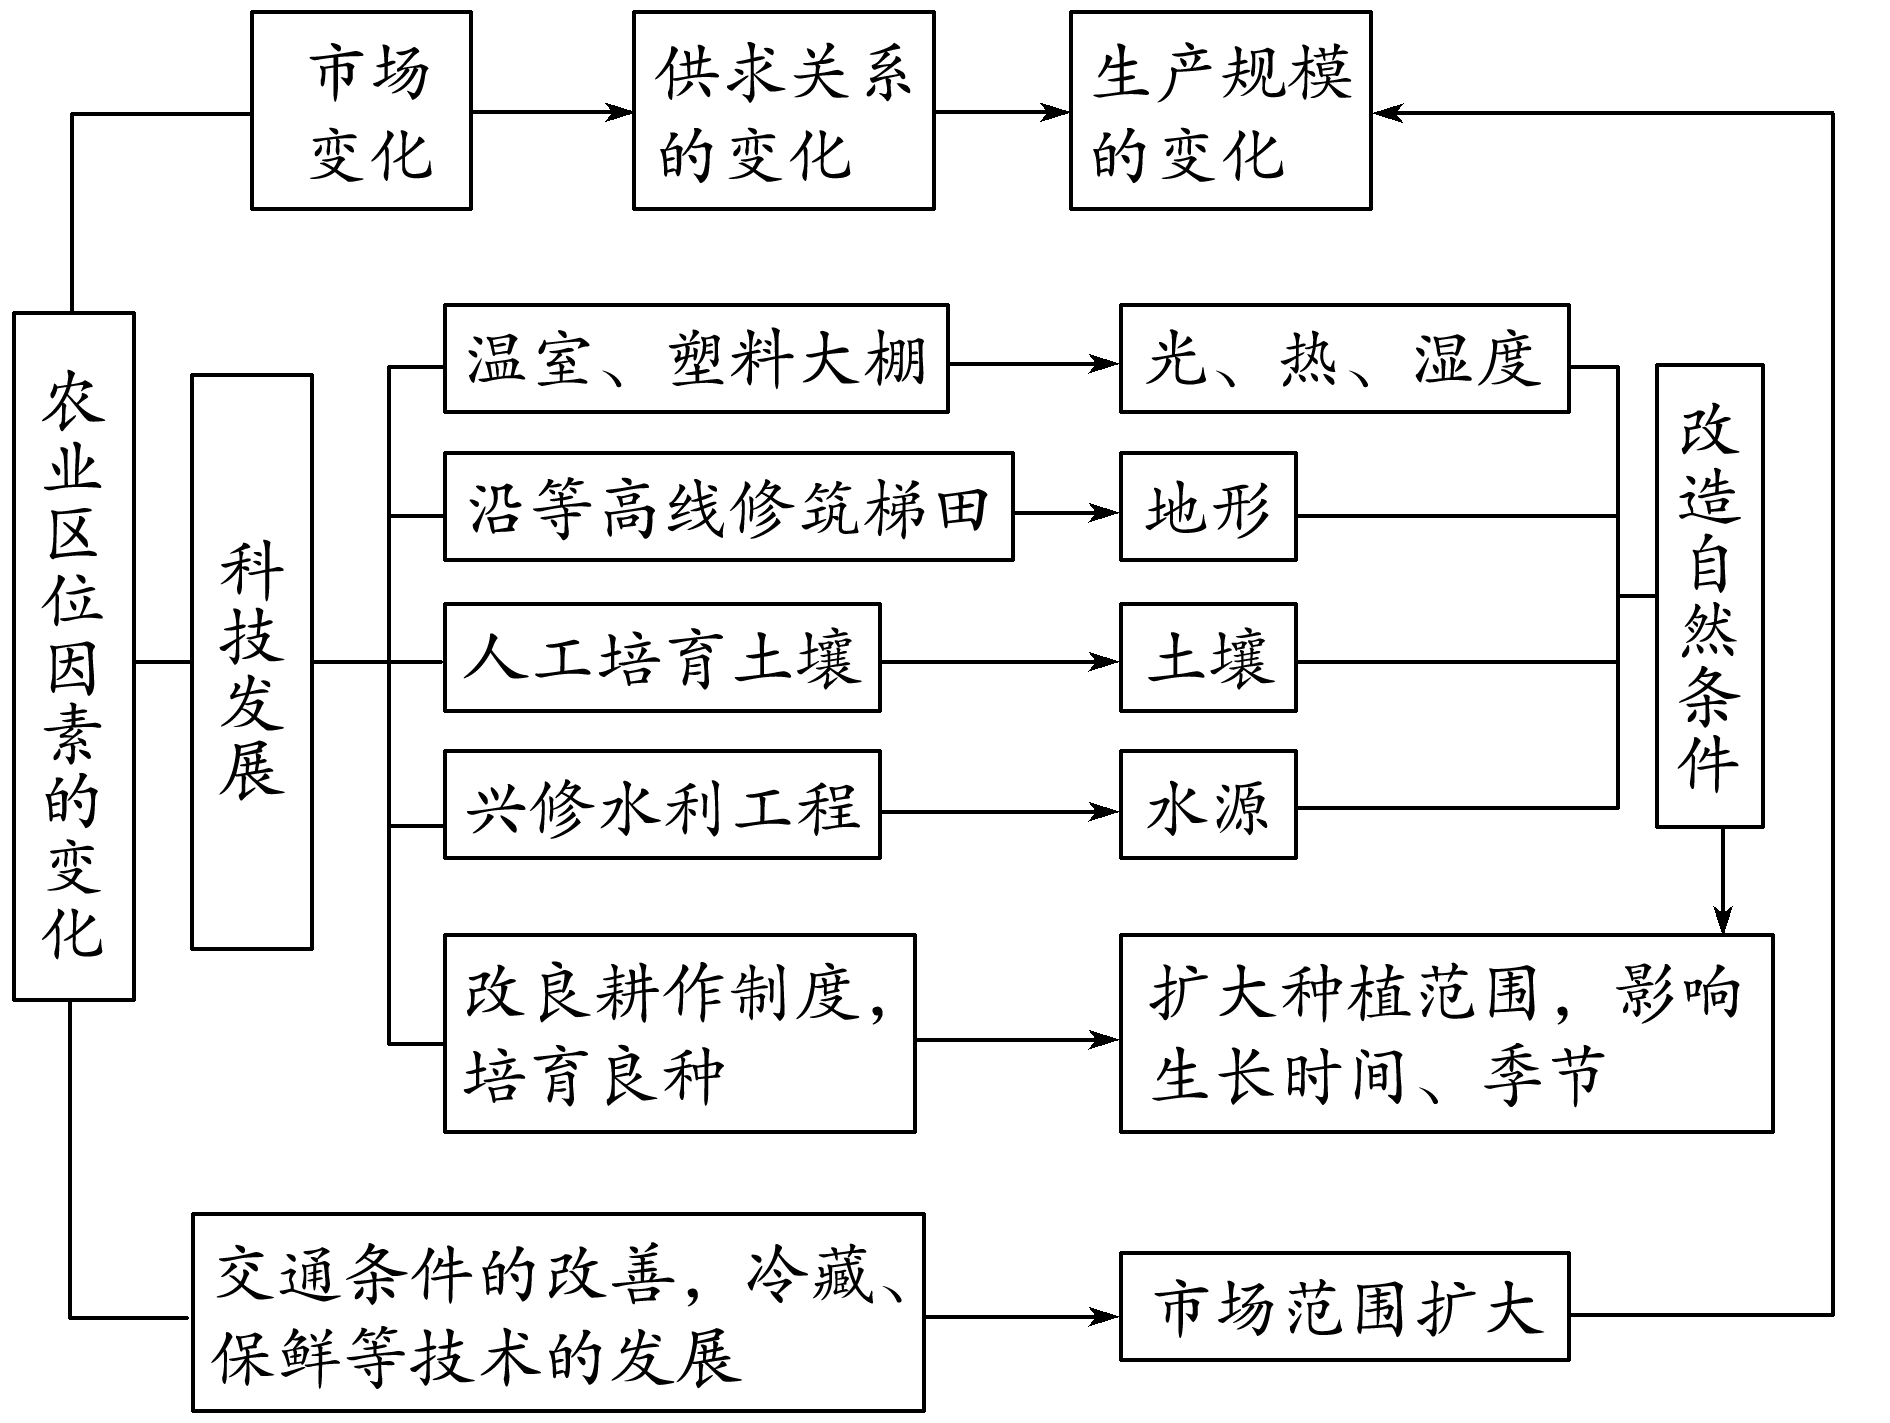 市场
变化
供求关系
的变化
生产规模
的变化
农业区位因素的变化
科技发展
温室、塑料大棚
光、热、湿度
沿等高线修筑梯田
地形
人工培育土壤
土壤
兴修水利工程
水源
改造自然条件
改良耕作制度，
培育良种
扩大种植范围，影响
生长时间、季节
交通条件的改善，冷藏、
保鲜等技术的发展
市场范围扩大